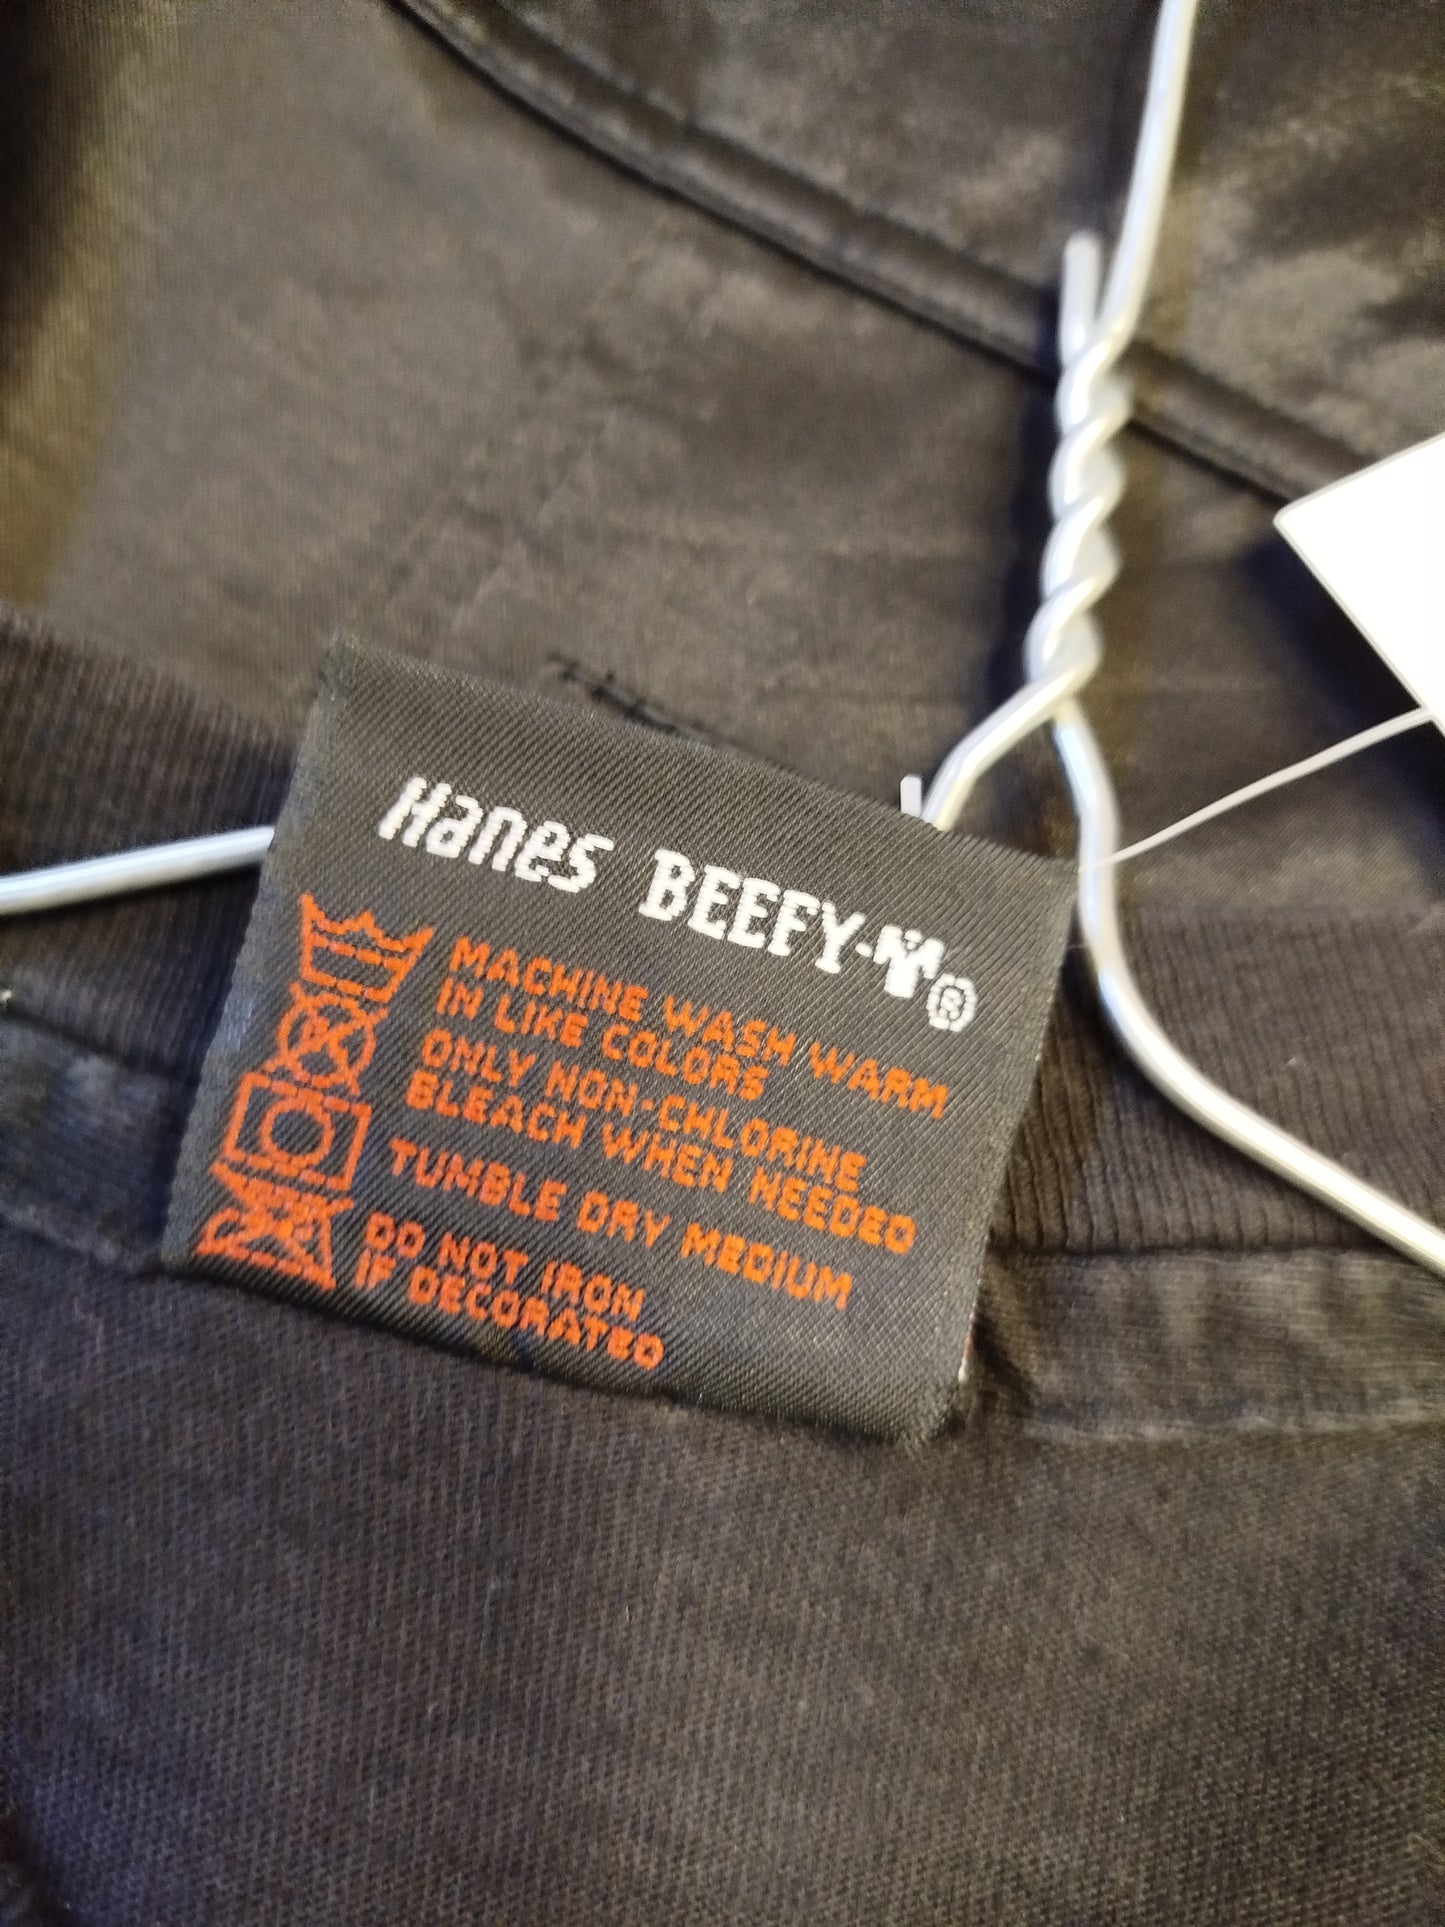 Hanes BEEFY-T®
MACHINE WASH WARM
IN LIKE COLORS
ONLY NON-CHLORINE
BLEACH WHEN NEEDED
TUMBLE DRY MEDIUM
DO NOT IRON
IF DECORATED